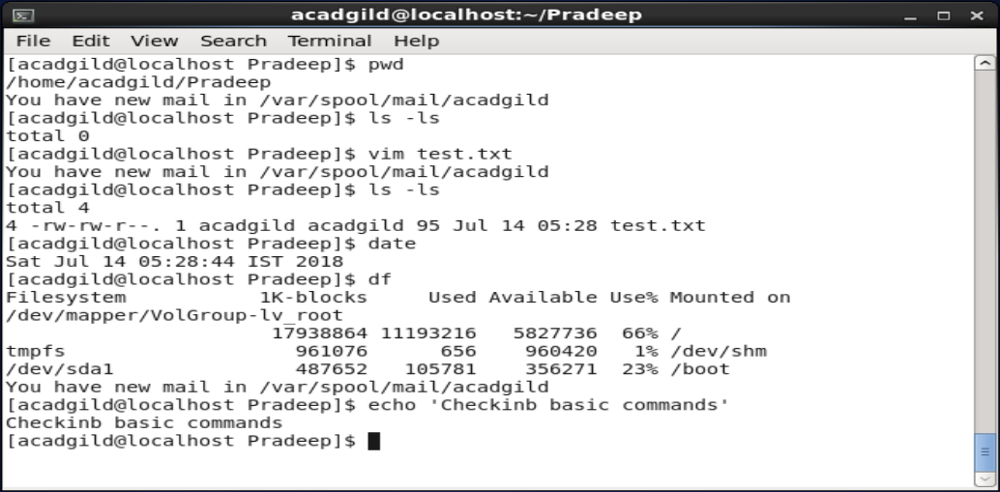 acadgild@localhost:~/Pradeep
File Edit View Search Terminal Help
[acadgild@localhost Pradeep]$ pwd
/home/acadgild/Pradeep
You have new mail in /var/spool/mail/acadgild
[acadgild@localhost Pradeep]$ ls -ls
total 0
[acadgild@localhost Pradeep]$ vim test.txt
You have new mail in /var/spool/mail/acadgild
[acadgild@localhost Pradeep]$ ls -ls
total 4
4 -rw-rw-r--. 1 acadgild acadgild 95 Jul 14 05:28 test.txt
[acadgild@localhost Pradeep]$ date
Sat Jul 14 05:28:44 IST 2018
[acadgild@localhost Pradeep]$ df
Filesystem           1K-blocks     Used Available Use% Mounted on
/dev/mapper/VolGroup-lv_root
                      17938864 11193216   5827736  66% /
tmpfs                   961076      656    960420   1% /dev/shm
/dev/sda1               487652   105781    356271  23% /boot
You have new mail in /var/spool/mail/acadgild
[acadgild@localhost Pradeep]$ echo 'Checkinb basic commands'
Checkinb basic commands
[acadgild@localhost Pradeep]$